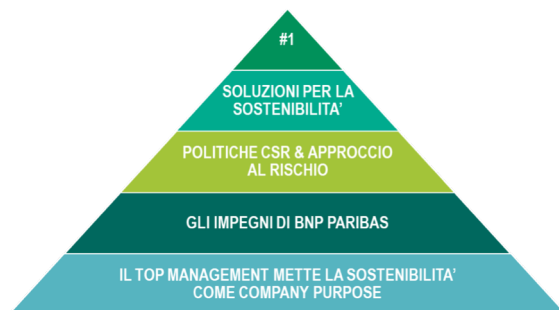 #1
SOLUZIONI PER LA
SOSTENIBILITA'
POLITICHE CSR & APPROCCIO
AL RISCHIO
GLI IMPEGNI DI BNP PARIBAS
IL TOP MANAGEMENT METTE LA SOSTENIBILITA'
COME COMPANY PURPOSE